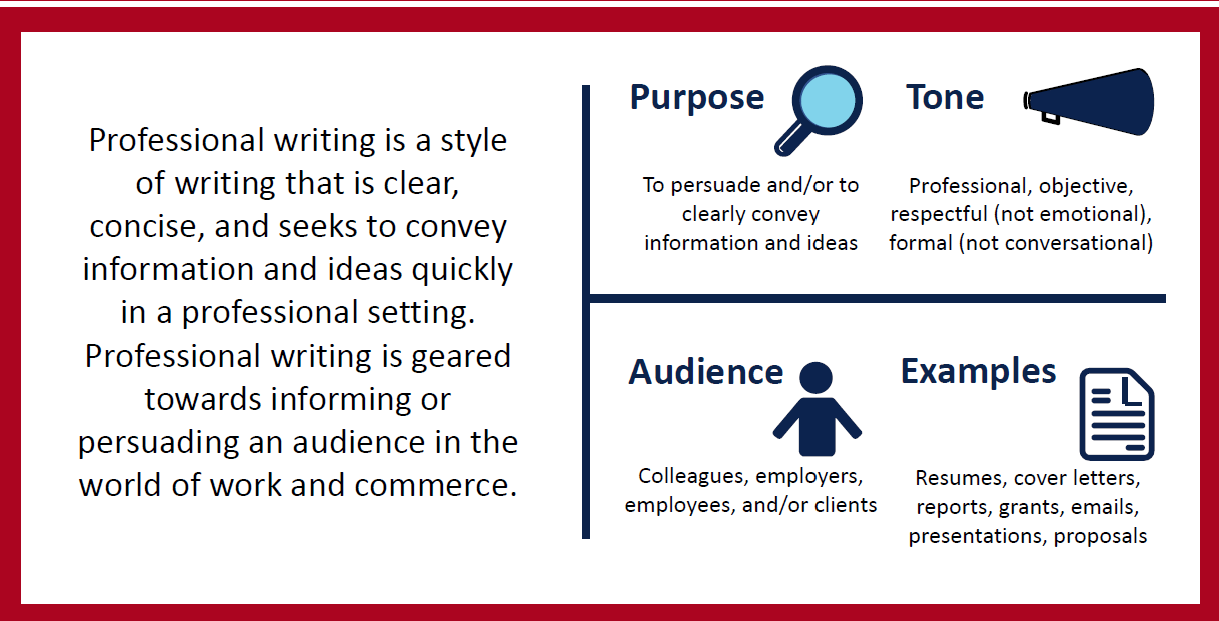 Professional writing is a style
of writing that is clear,
concise, and seeks to convey
information and ideas quickly
in a professional setting.
Professional writing is geared
towards informing or
persuading an audience in the
world of work and commerce.
Purpose
To persuade and/or to
clearly convey
information and ideas
Tone
Professional, objective,
respectful (not emotional),
formal (not conversational)
Audience
Colleagues, employers,
employees, and/or clients
Examples
Resumes, cover letters,
reports, grants, emails,
presentations, proposals